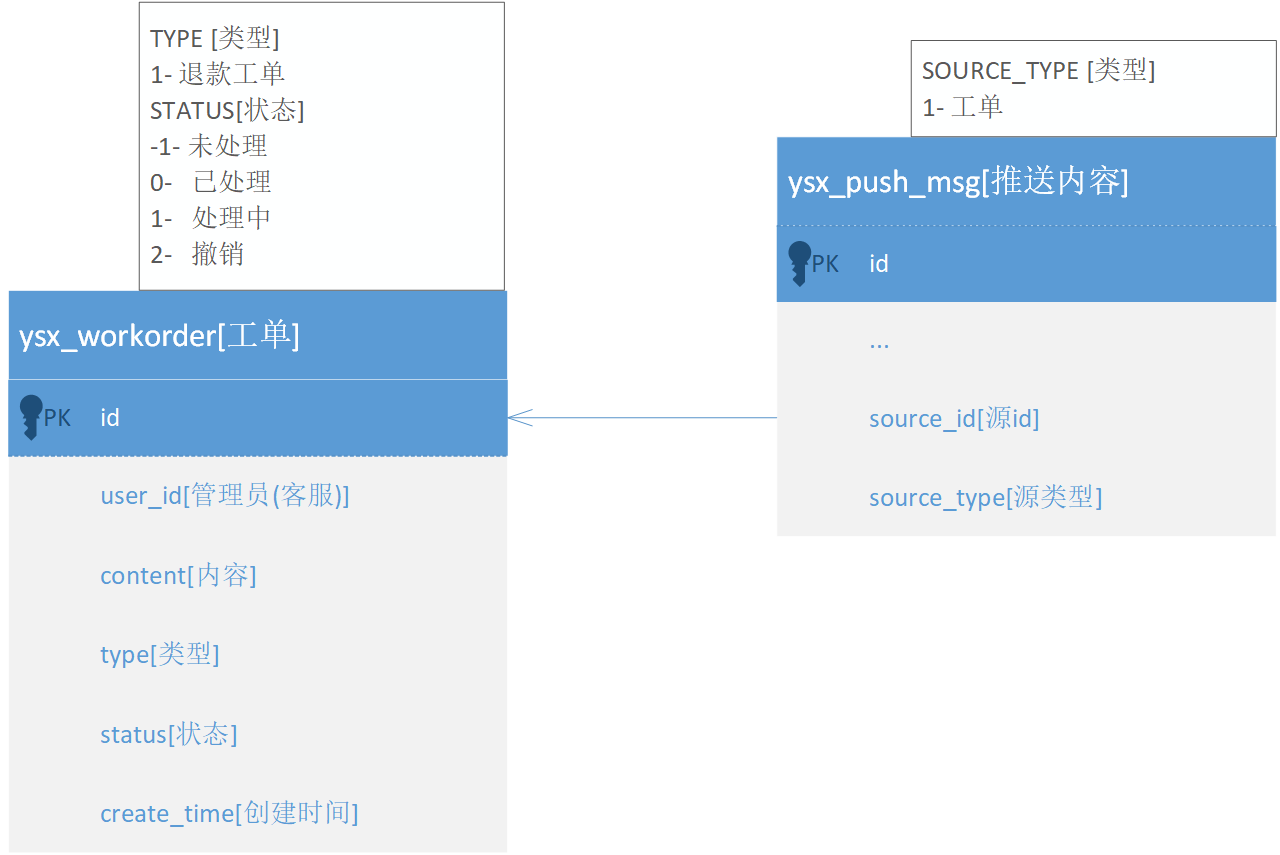 TYPE [类型]
1- 退款工单
STATUS[状态]
-1- 未处理
0- 已处理
1- 处理中
2- 撤销
ysx_workorder[工单]
PK id
user_id[管理员(客服)]
content[内容]
type[类型]
status[状态]
create_time[创建时间]
SOURCE_TYPE [类型]
1- 工单
ysx_push_msg[推送内容]
PK id
...
source_id[源id]
source_type[源类型]